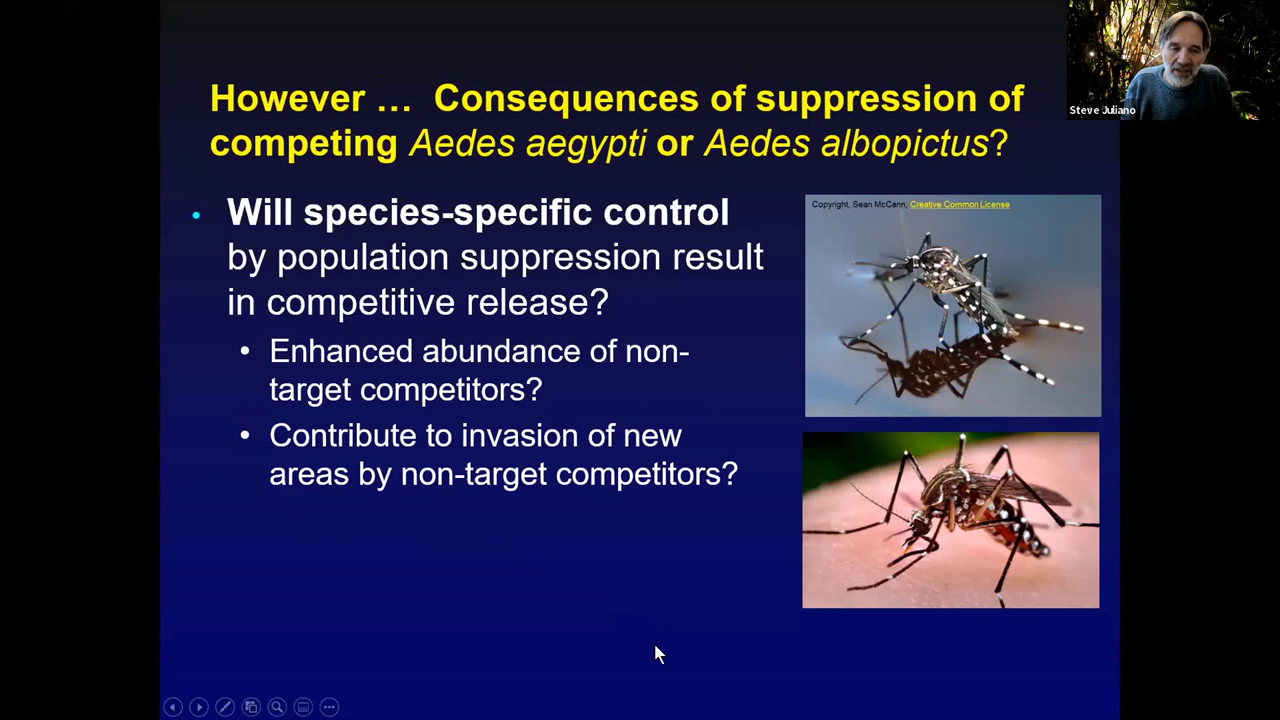 However … Consequences of suppression of
competing Aedes aegypti or Aedes albopictus?
Steve Juliano
• Will species-specific control
by population suppression result
in competitive release?
• Enhanced abundance of non-
target competitors?
• Contribute to invasion of new
areas by non-target competitors?
Copyright, Sean McCann, Creative Common License